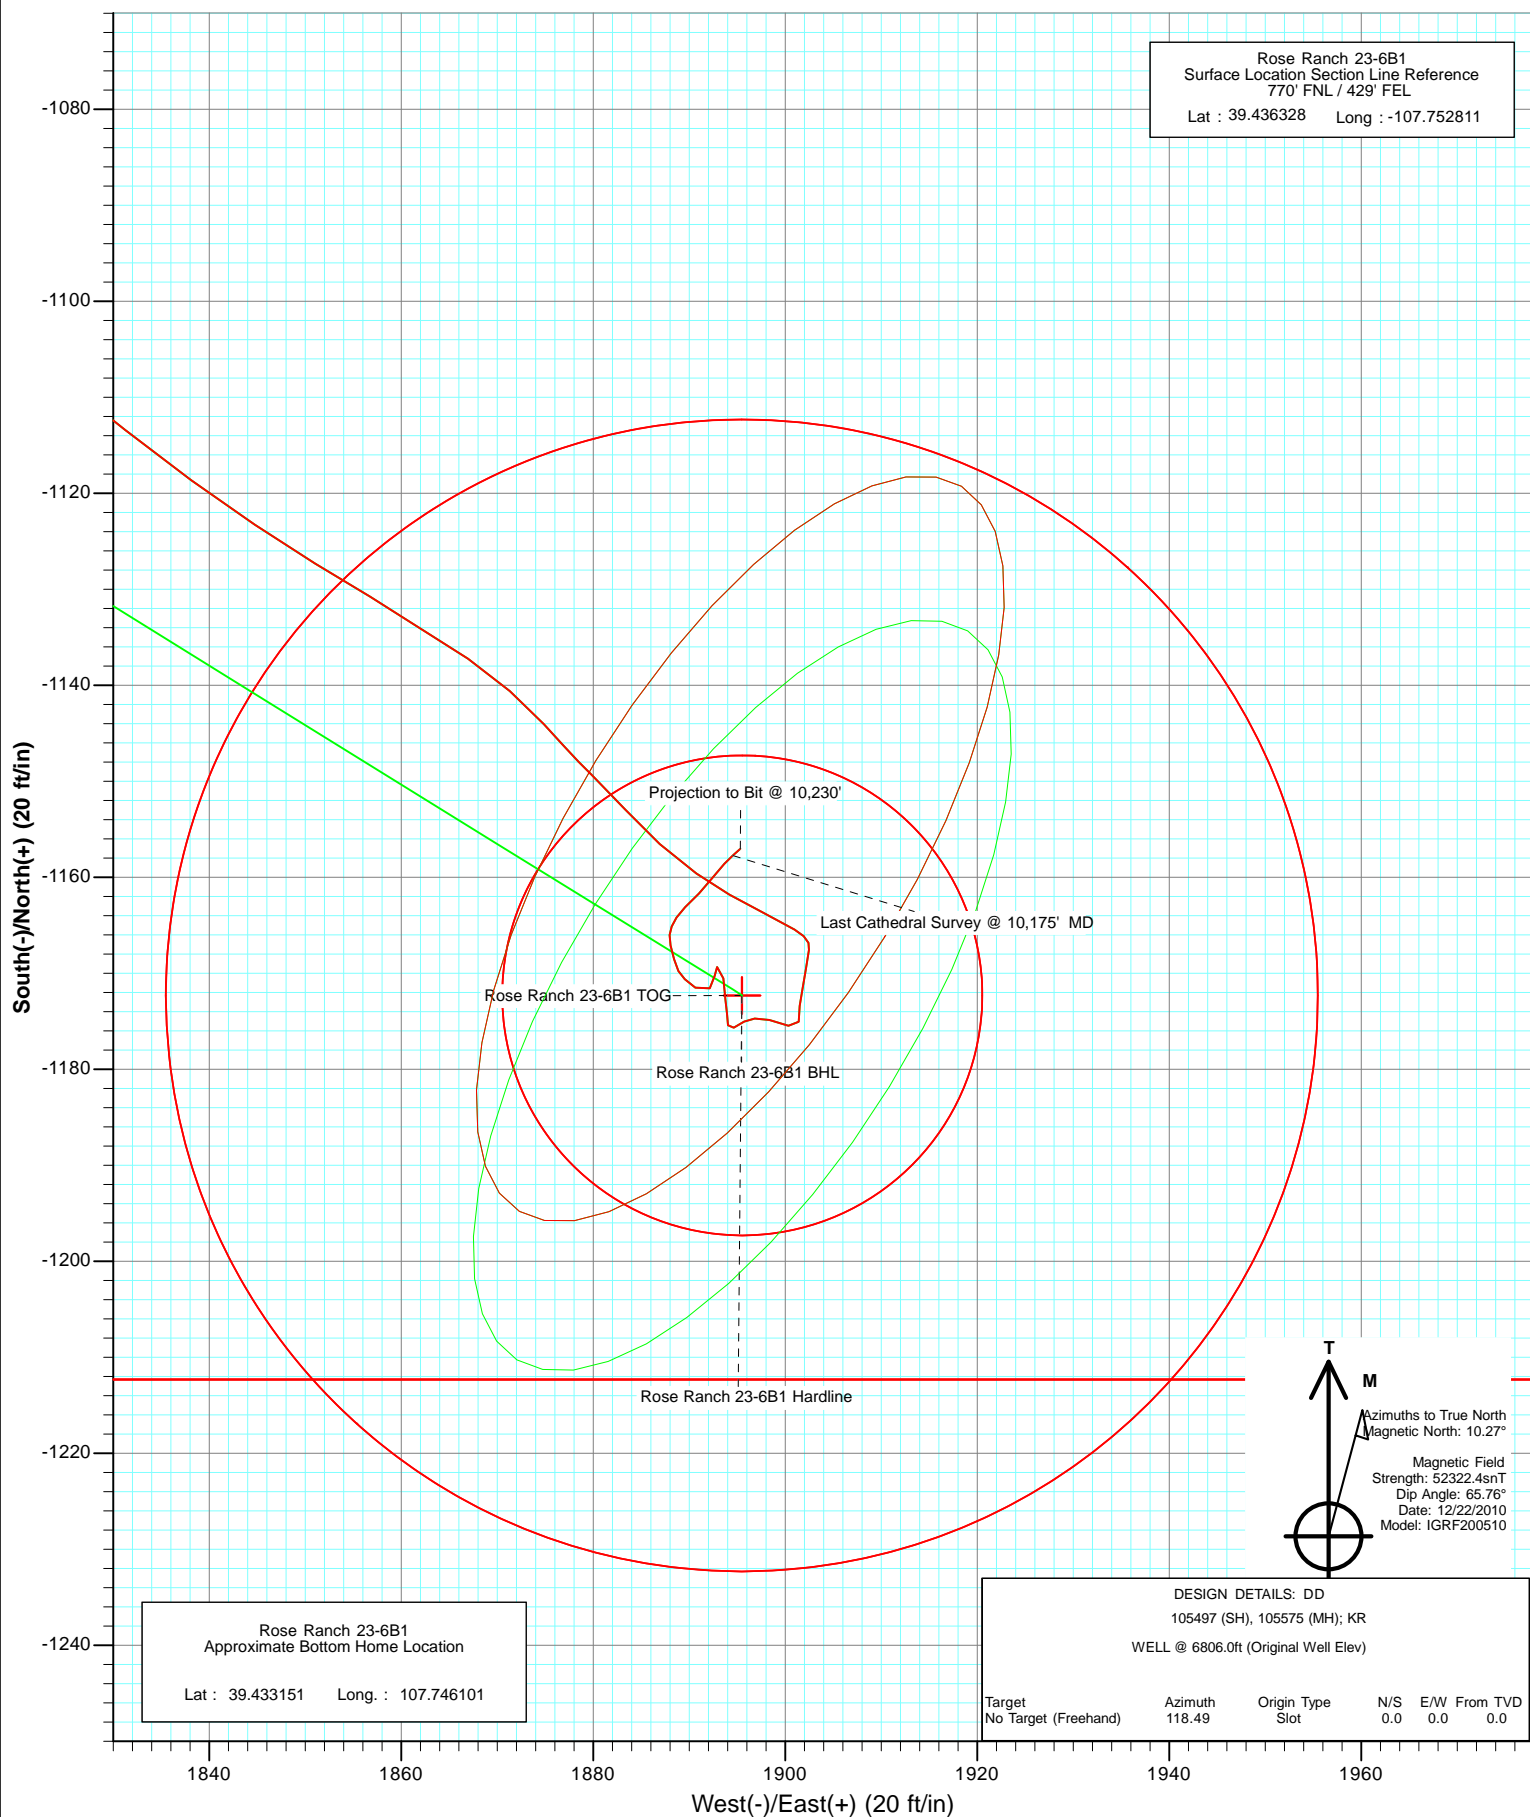 Rose Ranch 23-6B1
Surface Location Section Line Reference
770' FNL / 429' FEL
Lat : 39.436328 Long : -107.752811
-1080
-1100
-1120
-1140
-1160
-1180
-1200
-1220
-1240
South(-)/North(+) (20 ft/in)
Projection to Bit @ 10,230'
Last Cathedral Survey @ 10,175' MD
Rose Ranch 23-6B1 TOG
Rose Ranch 23-6B1 BHL
Rose Ranch 23-6B1 Hardline
T
M
Azimuths to True North
Magnetic North: 10.27°
Magnetic Field
Strength: 52322.4snT
Dip Angle: 65.76°
Date: 12/22/2010
Model: IGRF200510
Rose Ranch 23-6B1
Approximate Bottom Home Location
Lat : 39.433151 Long. : 107.746101
DESIGN DETAILS: DD
105497 (SH), 105575 (MH); KR
WELL @ 6806.0ft (Original Well Elev)
Target Azimuth Origin Type N/S E/W From TVD
No Target (Freehand) 118.49 Slot 0.0 0.0 0.0
1840 1860 1880 1900 1920 1940 1960
West(-)/East(+) (20 ft/in)